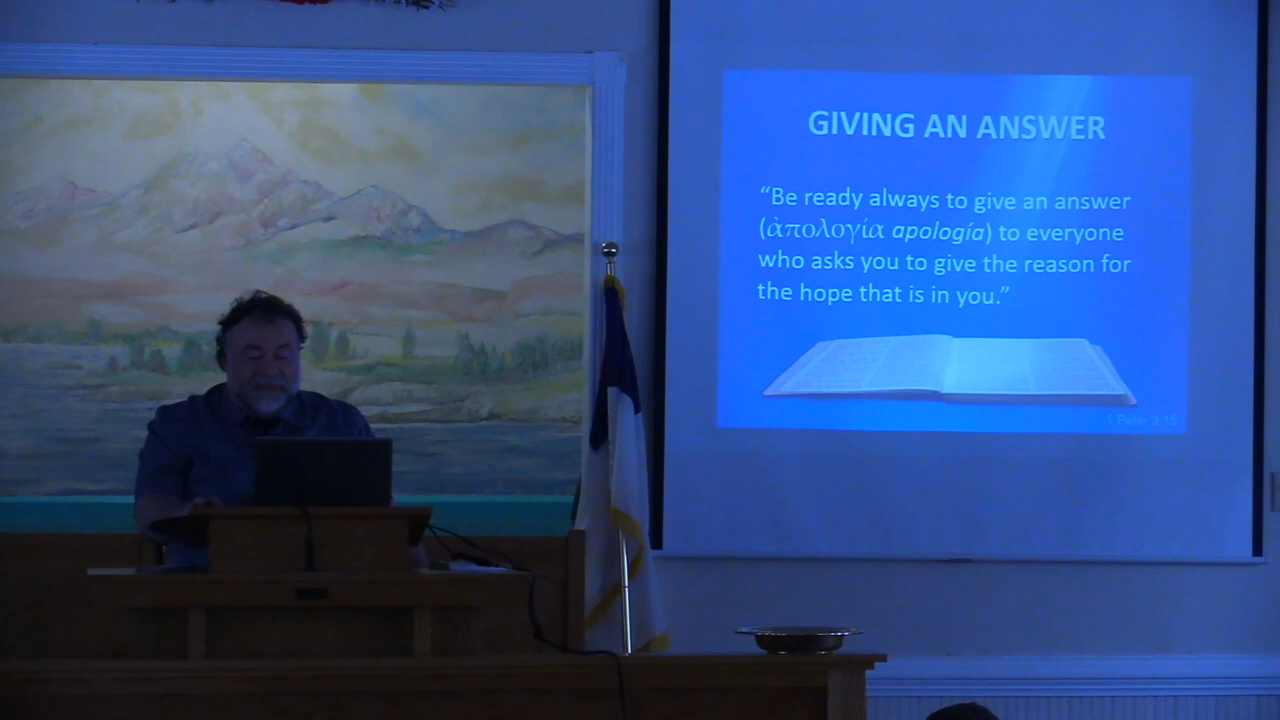 GIVING AN ANSWER
“Be ready always to give an answer
(ἀπολογία apología) to everyone
who asks you to give the reason for
the hope that is in you.”
1 Peter 3:15